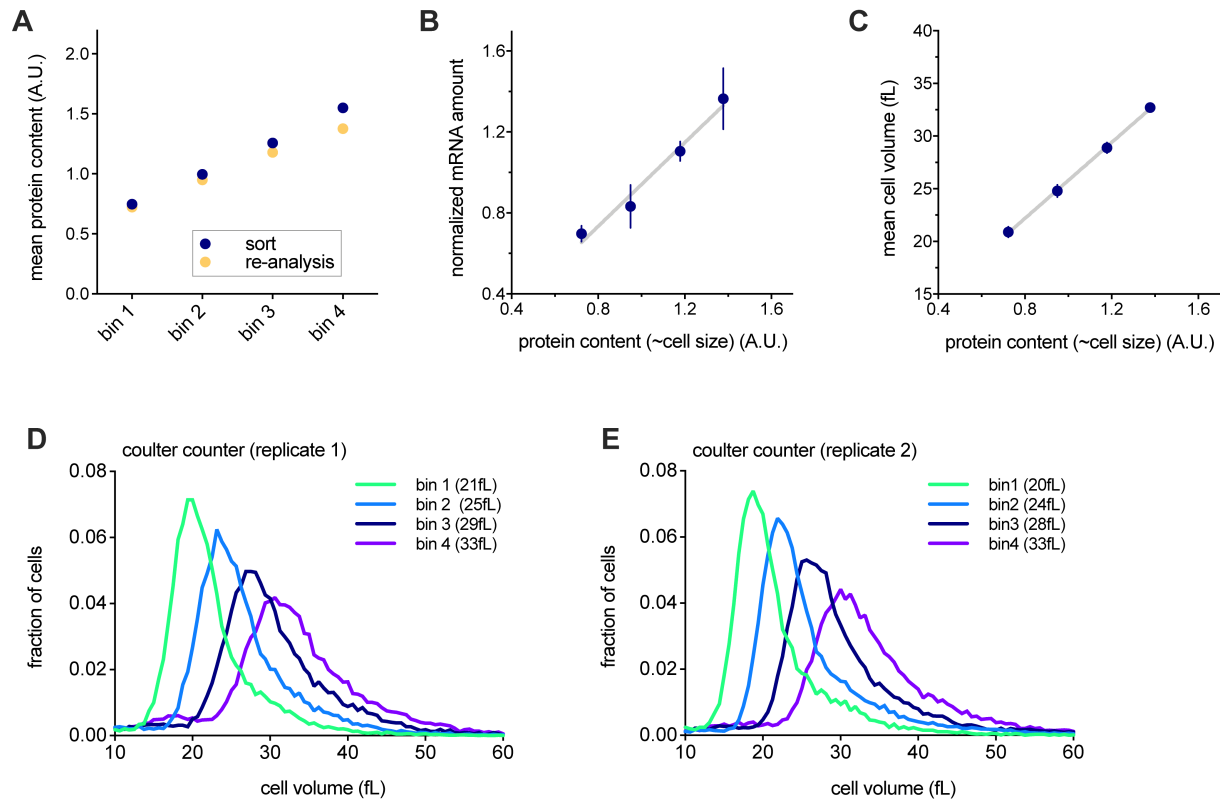 A
mean protein content (A.U.)
2.0
1.5
1.0
0.5
0.0
bin 1
bin 2
bin 3
bin 4
sort
re-analysis
B
normalized mRNA amount
1.6
1.2
0.8
0.4
0.4
0.8
1.2
1.6
protein content (~cell size) (A.U.)
C
mean cell volume (fL)
40
35
30
25
20
15
0.4
0.8
1.2
1.6
protein content (~cell size) (A.U.)
D
coulter counter (replicate 1)
fraction of cells
0.08
0.06
0.04
0.02
0.00
bin 1 (21fL)
bin 2 (25fL)
bin 3 (29fL)
bin 4 (33fL)
10
20
30
40
50
60
cell volume (fL)
E
coulter counter (replicate 2)
fraction of cells
0.08
0.06
0.04
0.02
0.00
bin1 (20fL)
bin2 (24fL)
bin3 (28fL)
bin4 (33fL)
10
20
30
40
50
60
cell volume (fL)